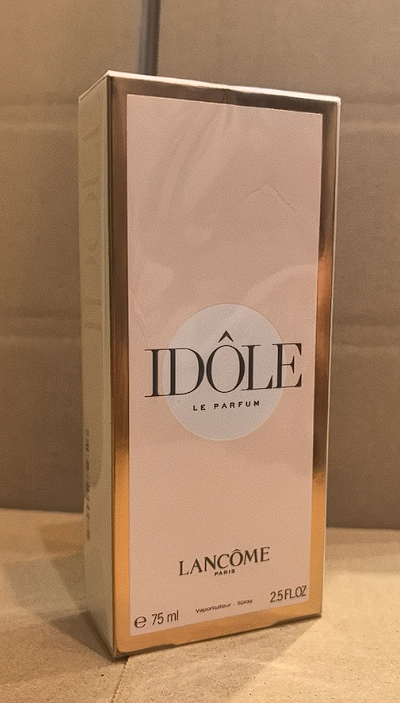 IDÔLE
LE PARFUM
LANCÔME
PARIS
℮ 75 ml Vaporisateur - Spray 2.5 FL.OZ